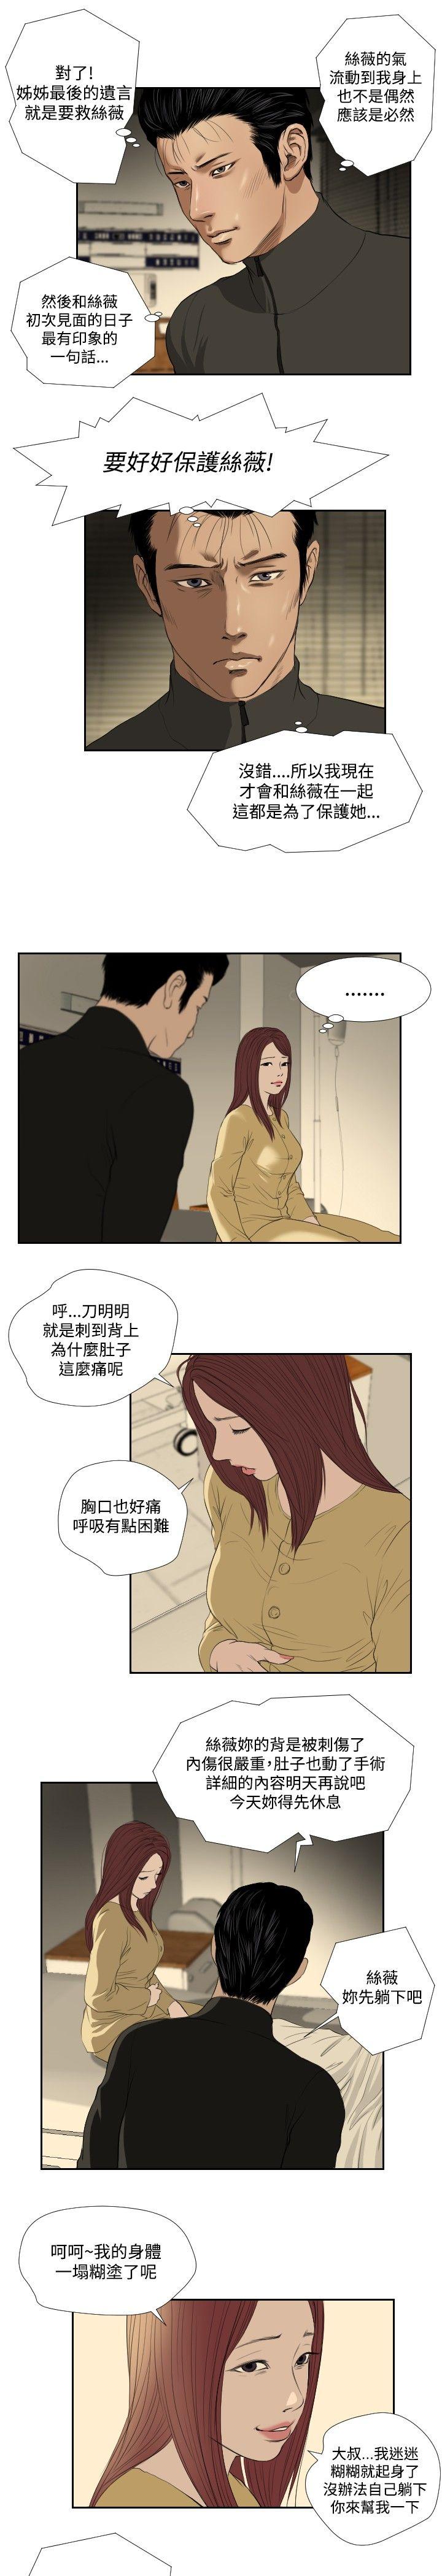 對了!
姊姊最後的遺言
就是要救絲薇
絲薇的氣
流動到我身上
也不是偶然
應該是必然
然後和絲薇
初次見面的日子
最有印象的
一句話...
要好好保護絲薇!
沒錯....所以我現在
才會和絲薇在一起
這都是為了保護她...
.......
呼...刀明明
就是刺到背上
為什麼肚子
這麼痛呢
胸口也好痛
呼吸有點困難
絲薇妳的背是被刺傷了
內傷很嚴重,肚子也動了手術
詳細的內容明天再說吧
今天妳得先休息
絲薇
妳先躺下吧
呵呵~我的身體
一塌糊塗了呢
大叔...我迷迷
糊糊就起身了
沒辦法自己躺下
你來幫我一下